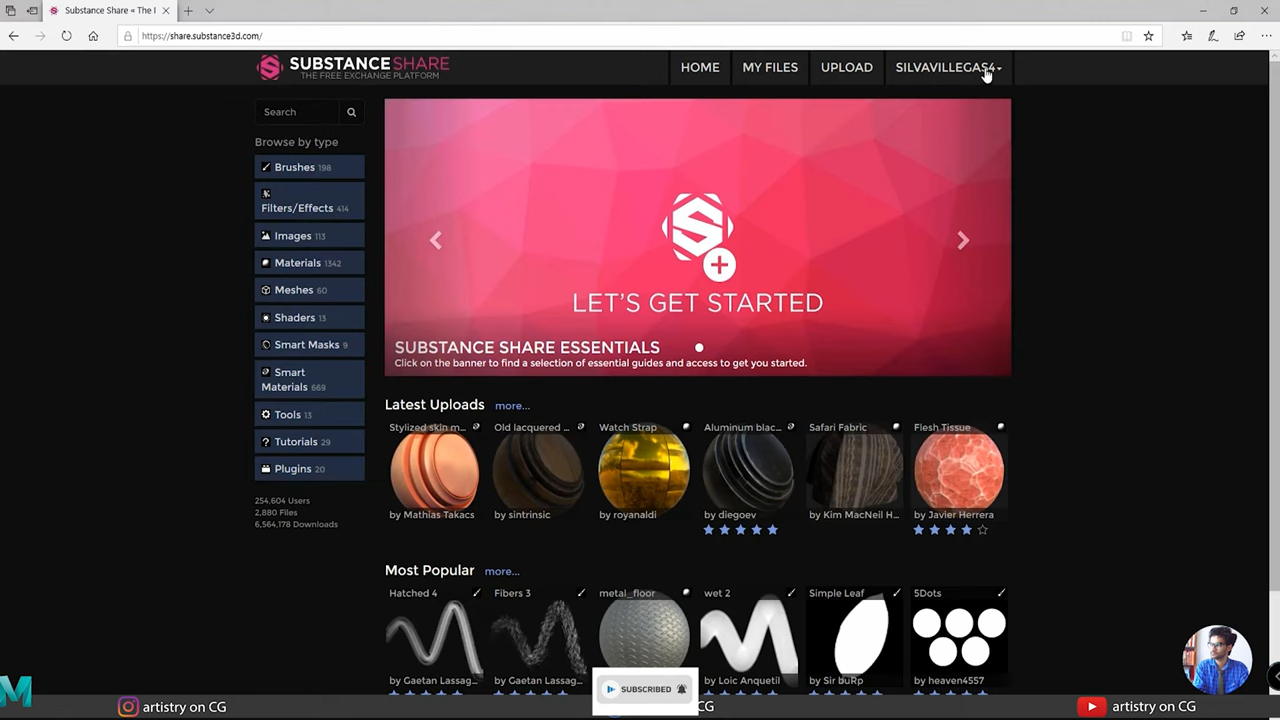 Substance Share « The F
https://share.substance3d.com/
SUBSTANCE SHARE
THE FREE EXCHANGE PLATFORM
HOME
MY FILES
UPLOAD
SILVAVILLEGAS4
Search
Browse by type
Brushes 198
Filters/Effects 414
Images 113
Materials 1342
Meshes 60
Shaders 13
Smart Masks 9
Smart
Materials 669
Tools 13
Tutorials 29
Plugins 20
254,604 Users
2,880 Files
6,564,178 Downloads
LET'S GET STARTED
SUBSTANCE SHARE ESSENTIALS
Click on the banner to find a selection of essential guides and access to get you started.
Latest Uploads more...
Stylized skin m...
Old lacquered ...
Watch Strap
Aluminum blac...
Safari Fabric
Flesh Tissue
by Mathias Takacs
by sintrinsic
by royanaldi
by diegoev
by Kim MacNeil H...
by Javier Herrera
Most Popular more...
Hatched 4
Fibers 3
metal_floor
wet 2
Simple Leaf
5Dots
by Gaetan Lassag...
by Gaetan Lassag...
by Loic Anquetil
by Sir buRp
by heaven4557
SUBSCRIBED
M
artistry on CG
CG
artistry on CG